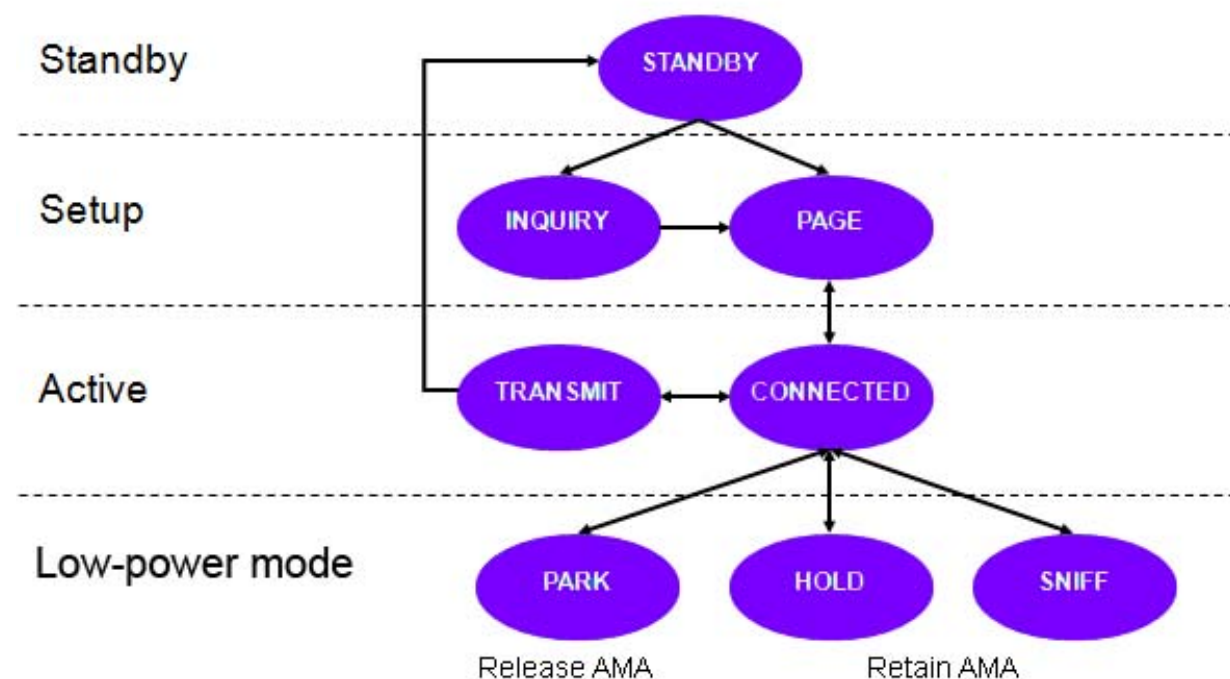 Standby
STANDBY
Setup
INQUIRY
PAGE
Active
TRANSMIT
CONNECTED
Low-power mode
PARK
HOLD
SNIFF
Release AMA
Retain AMA